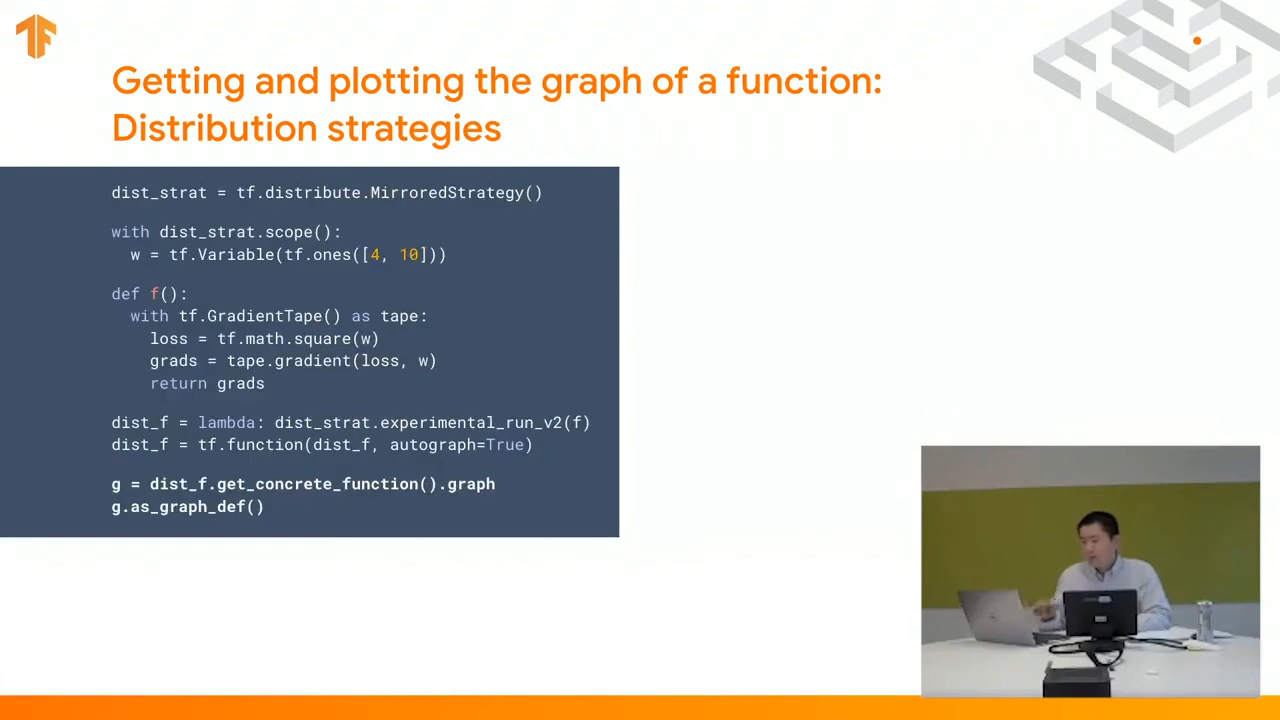 Getting and plotting the graph of a function:
Distribution strategies
dist_strat = tf.distribute.MirroredStrategy()
with dist_strat.scope():
w = tf.Variable(tf.ones([4, 10]))
def f():
with tf.GradientTape() as tape:
loss = tf.math.square(w)
grads = tape.gradient(loss, w)
return grads
dist_f = lambda: dist_strat.experimental_run_v2(f)
dist_f = tf.function(dist_f, autograph=True)
g = dist_f.get_concrete_function().graph
g.as_graph_def()